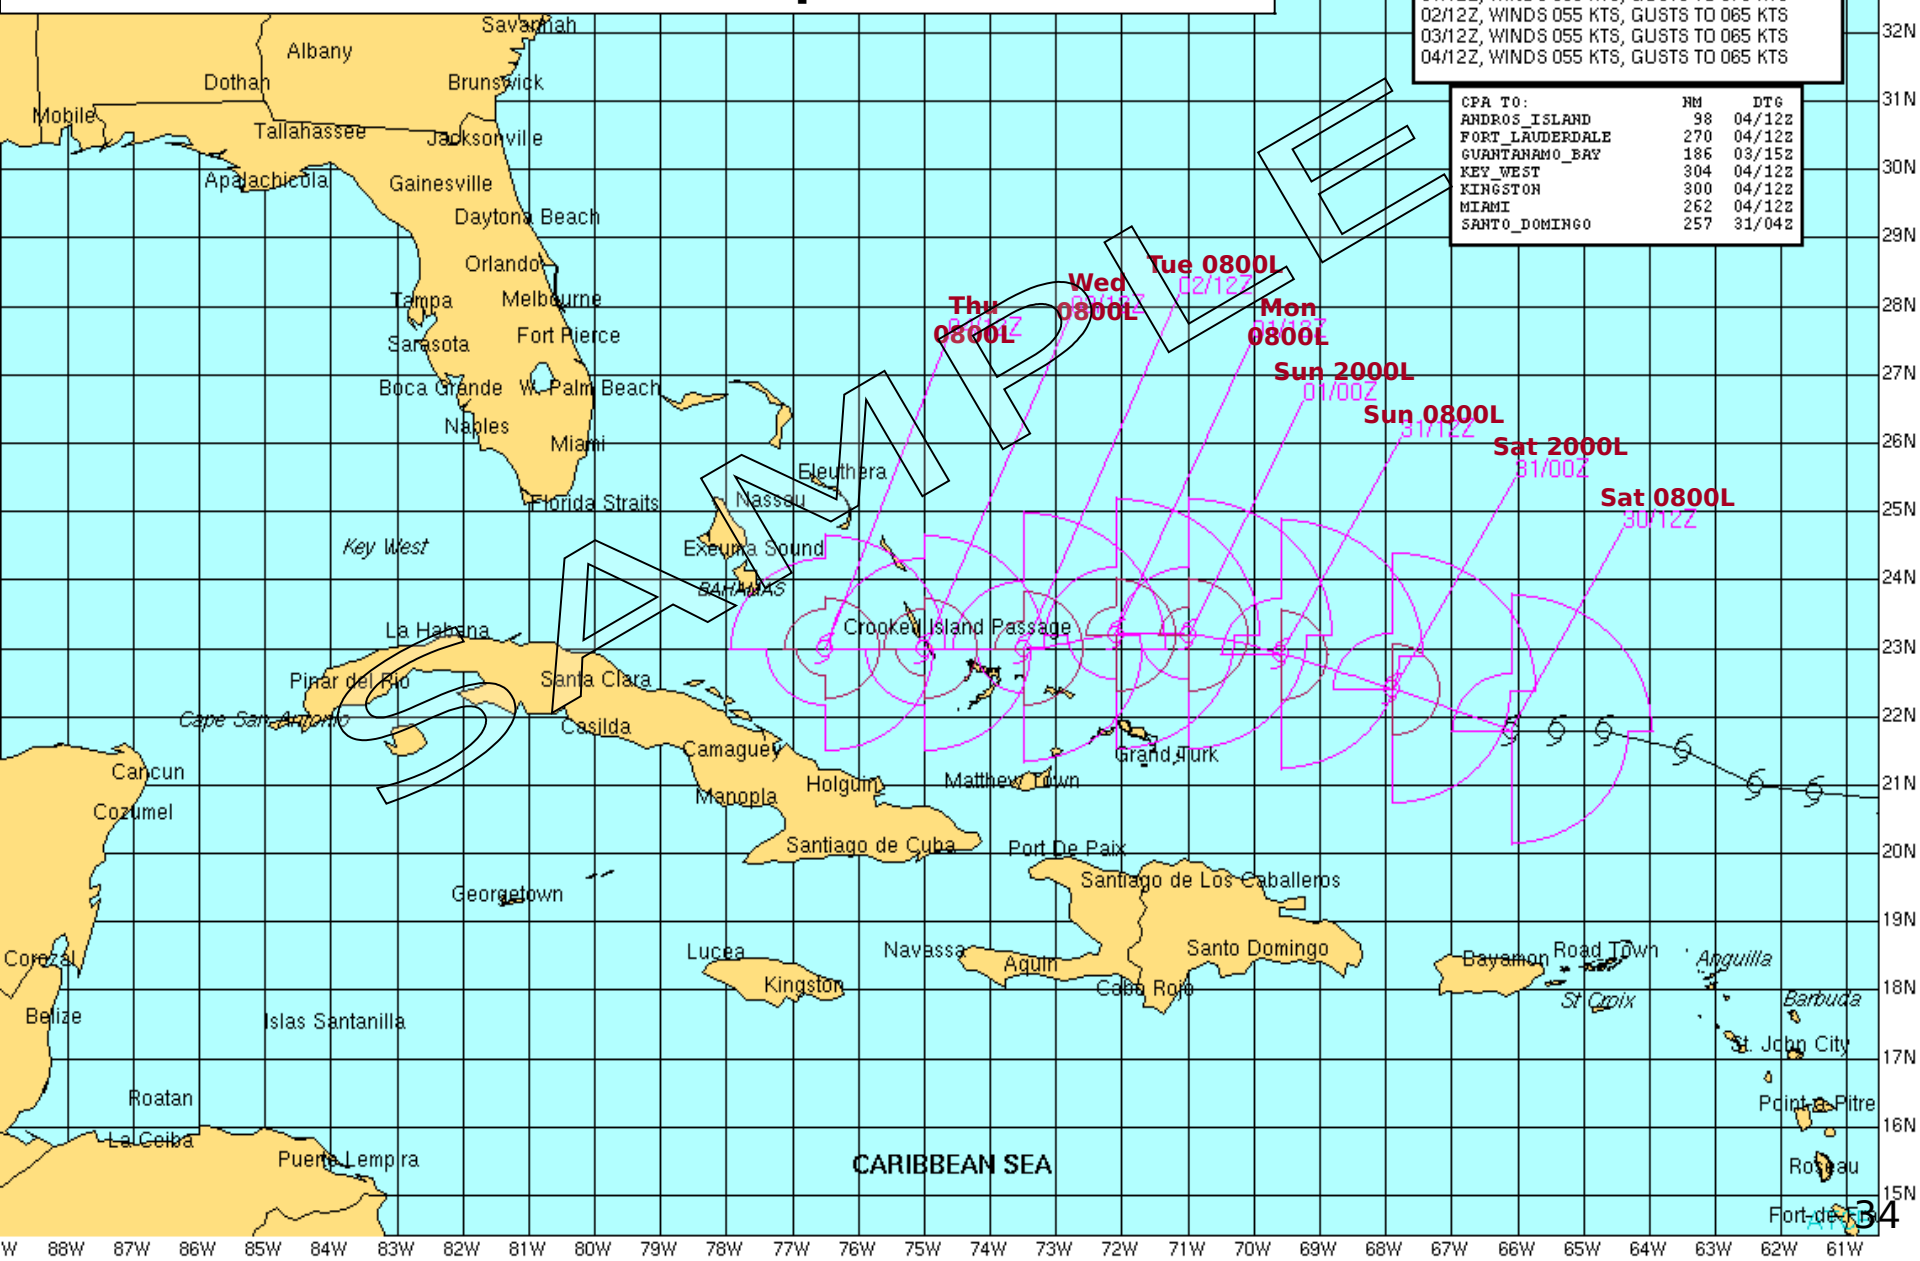 02/12Z, WINDS 055 KTS, GUSTS TO 065 KTS
03/12Z, WINDS 055 KTS, GUSTS TO 065 KTS
04/12Z, WINDS 055 KTS, GUSTS TO 065 KTS
CPA TO: NM DTG
ANDROS_ISLAND 98 04/12Z
FORT_LAUDERDALE 270 04/12Z
GUANTANAMO_BAY 186 03/15Z
KEY_WEST 304 04/12Z
KINGSTON 300 04/12Z
MIAMI 262 04/12Z
SANTO_DOMINGO 257 31/04Z
SAMPLE
Savannah
Albany
Dothan
Brunswick
Mobile
Tallahassee
Jacksonville
Apalachicola
Gainesville
Daytona Beach
Orlando
Tampa
Melbourne
Sarasota
Fort Pierce
Boca Grande
W. Palm Beach
Naples
Miami
Florida Straits
Key West
Eleuthera
Nassau
Exeuma Sound
BAHAMAS
Crooked Island Passage
La Habana
Pinar del Rio
Cape San Antonio
Santa Clara
Casilda
Camaguey
Manopla
Holguin
Santiago de Cuba
Matthew Town
Grand Turk
Port De Paix
Santiago de Los Caballeros
Santo Domingo
Cabo Rojo
Aquin
Navassa
Lucea
Kingston
Georgetown
Cancun
Cozumel
Corozal
Belize
Islas Santanilla
Roatan
La Ceiba
Puerto Lempira
CARIBBEAN SEA
Bayamon
Road Town
St Croix
Anguilla
Barbuda
St. John City
Point-a-Pitre
Roseau
Thu
0800L
Wed
0800L
Tue 0800L
02/12Z
Mon
0800L
01/12Z
Sun 2000L
01/00Z
Sun 0800L
31/12Z
Sat 2000L
31/00Z
Sat 0800L
30/12Z
32N
31N
30N
29N
28N
27N
26N
25N
24N
23N
22N
21N
20N
19N
18N
17N
16N
15N
34
W 88W 87W 86W 85W 84W 83W 82W 81W 80W 79W 78W 77W 76W 75W 74W 73W 72W 71W 70W 69W 68W 67W 66W 65W 64W 63W 62W 61W